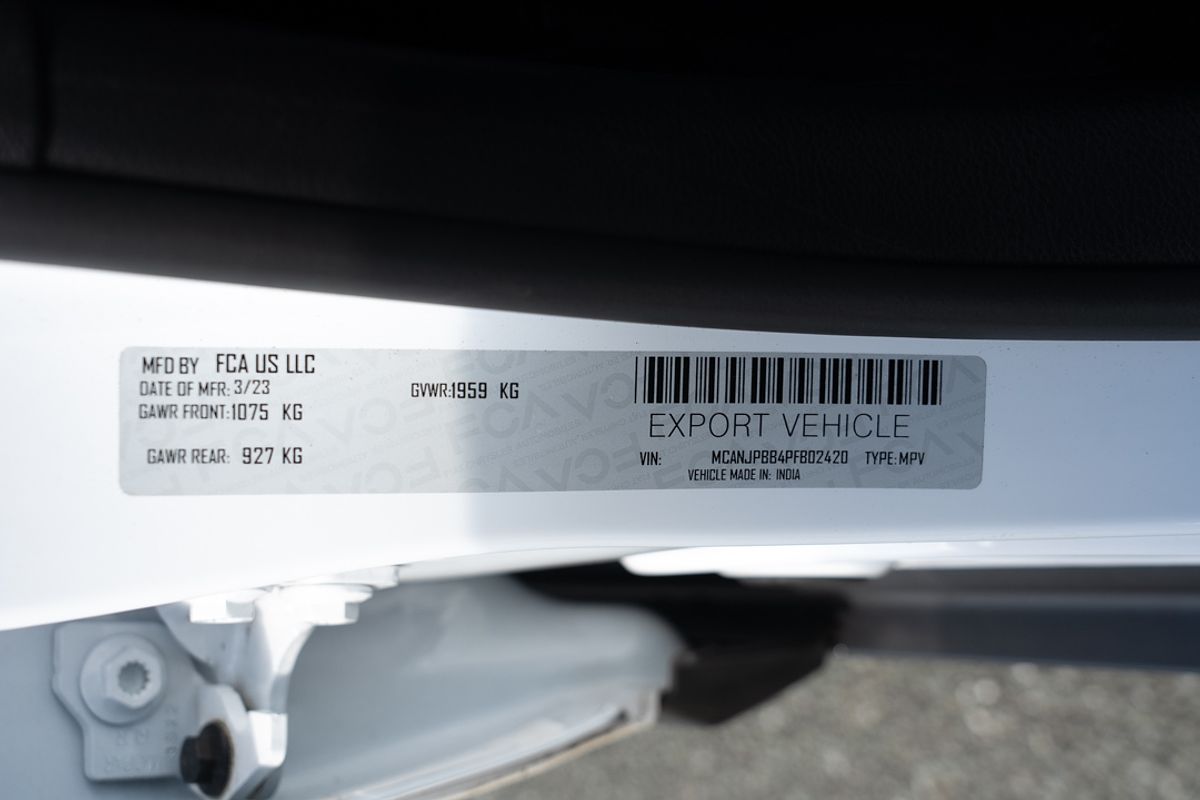 MFD BY FCA US LLC
DATE OF MFR: 3/23
GAWR FRONT:1075 KG
GVWR:1959 KG
GAWR REAR: 927 KG
EXPORT VEHICLE
VIN: MCANJPBB4PFB02420 TYPE:MPV
VEHICLE MADE IN: INDIA